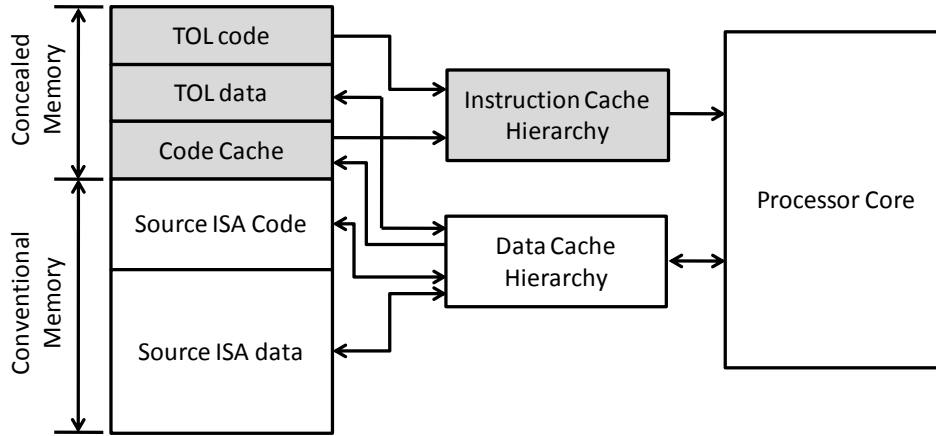 Concealed
Memory
Conventional
Memory
TOL code
TOL data
Code Cache
Source ISA Code
Source ISA data
Instruction Cache
Hierarchy
Data Cache
Hierarchy
Processor Core